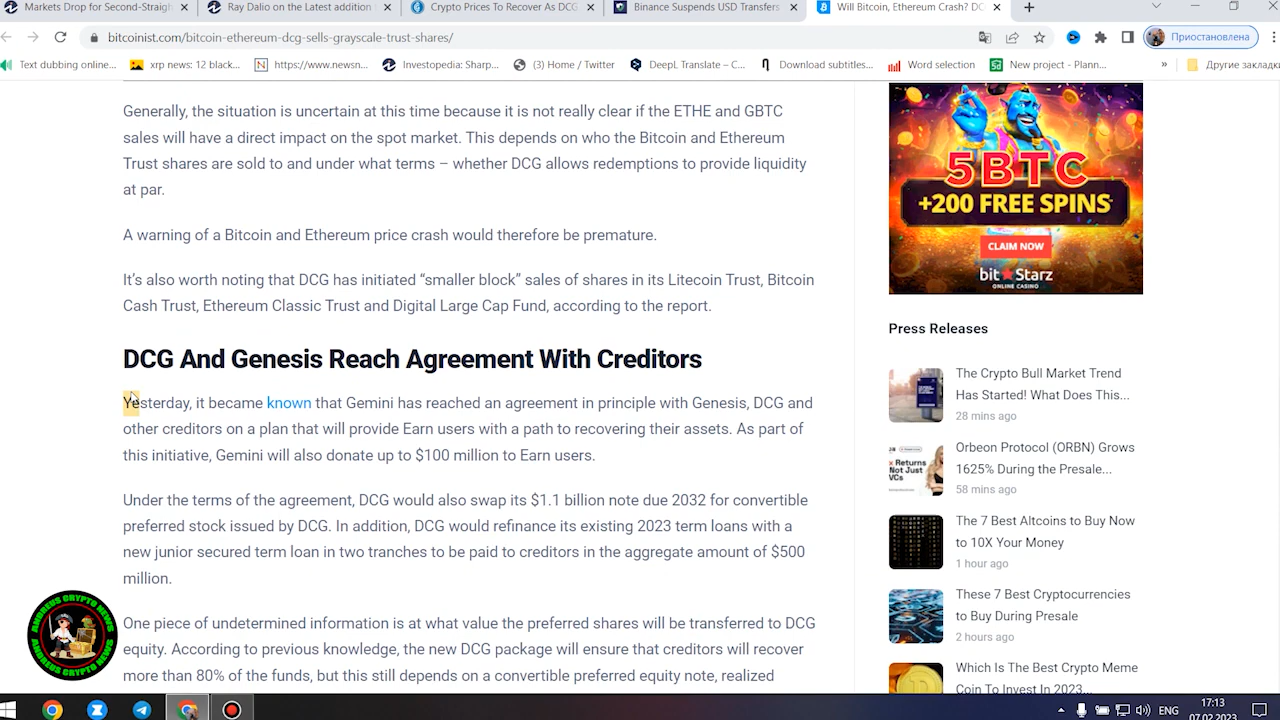 Markets Drop for Second-Straigh
Ray Dalio on the Latest addition
Crypto Prices To Recover As DCG
Binance Suspends USD Transfers
Will Bitcoin, Ethereum Crash? DC
bitcoinist.com/bitcoin-ethereum-dcg-sells-grayscale-trust-shares/
Приостановлена
Text dubbing online...
xrp news: 12 black...
https://www.newsn...
Investopedia: Sharp...
(3) Home / Twitter
DeepL Translate – C...
Download subtitles...
Word selection
New project - Plann...
»
Другие закладки
Generally, the situation is uncertain at this time because it is not really clear if the ETHE and GBTC
sales will have a direct impact on the spot market. This depends on who the Bitcoin and Ethereum
Trust shares are sold to and under what terms – whether DCG allows redemptions to provide liquidity
at par.
A warning of a Bitcoin and Ethereum price crash would therefore be premature.
It's also worth noting that DCG has initiated “smaller block” sales of shares in its Litecoin Trust, Bitcoin
Cash Trust, Ethereum Classic Trust and Digital Large Cap Fund, according to the report.
DCG And Genesis Reach Agreement With Creditors
Yesterday, it became known that Gemini has reached an agreement in principle with Genesis, DCG and
other creditors on a plan that will provide Earn users with a path to recovering their assets. As part of
this initiative, Gemini will also donate up to $100 million to Earn users.
Under the terms of the agreement, DCG would also swap its $1.1 billion note due 2032 for convertible
preferred stock issued by DCG. In addition, DCG would refinance its existing 2023 term loans with a
new junior secured term loan in two tranches to be paid to creditors in the aggregate amount of $500
million.
One piece of undetermined information is at what value the preferred shares will be transferred to DCG
equity. According to previous knowledge, the new DCG package will ensure that creditors will recover
more than 80% of the funds, but this still depends on a convertible preferred equity note, realized
5BTC
+200 FREE SPINS
CLAIM NOW
bit★Starz
ONLINE CASINO
Press Releases
The Crypto Bull Market Trend
Has Started! What Does This...
28 mins ago
Orbeon Protocol (ORBN) Grows
1625% During the Presale...
58 mins ago
x Returns
Not Just
VCs
The 7 Best Altcoins to Buy Now
to 10X Your Money
1 hour ago
These 7 Best Cryptocurrencies
to Buy During Presale
2 hours ago
Which Is The Best Crypto Meme
Coin To Invest In 2023...
ANDREUS CRYPTO NEWS
ANDREUS CRYPTO NEWS
ENG
17:13
07.02.2023